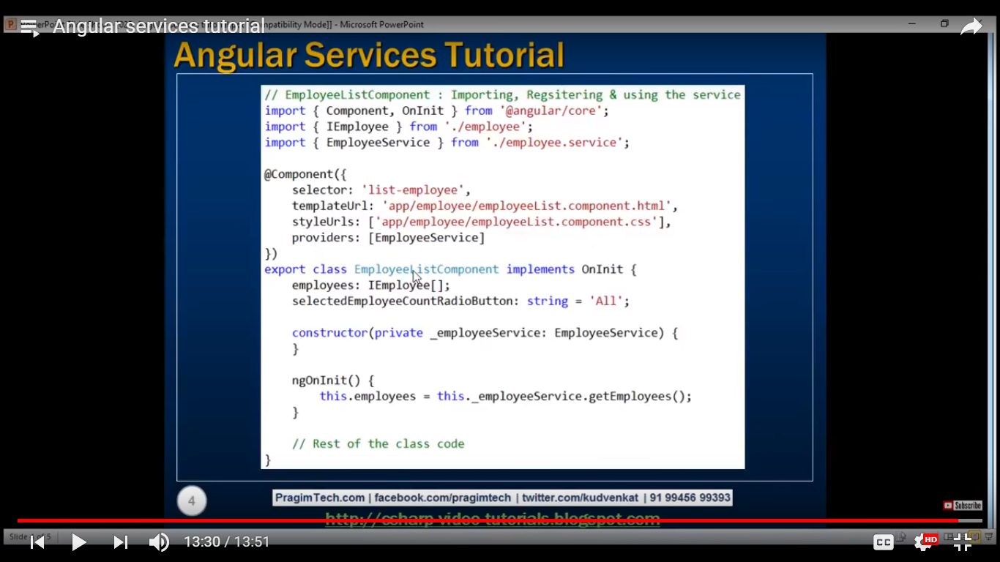 Angular services tutorial
mpatibility Mode]] - Microsoft PowerPoint
Angular Services Tutorial
// EmployeeListComponent : Importing, Regsitering & using the service
import { Component, OnInit } from '@angular/core';
import { IEmployee } from './employee';
import { EmployeeService } from './employee.service';
@Component({
selector: 'list-employee',
templateUrl: 'app/employee/employeeList.component.html',
styleUrls: ['app/employee/employeeList.component.css'],
providers: [EmployeeService]
})
export class EmployeeListComponent implements OnInit {
employees: IEmployee[];
selectedEmployeeCountRadioButton: string = 'All';
constructor(private _employeeService: EmployeeService) {
}
ngOnInit() {
this.employees = this._employeeService.getEmployees();
}
// Rest of the class code
}
4
PragimTech.com | facebook.com/pragimtech | twitter.com/kudvenkat | 91 99456 99393
Subscribe
http://csharp-video-tutorials.blogspot.com
Slide of 5
13:30 / 13:51
CC
HD